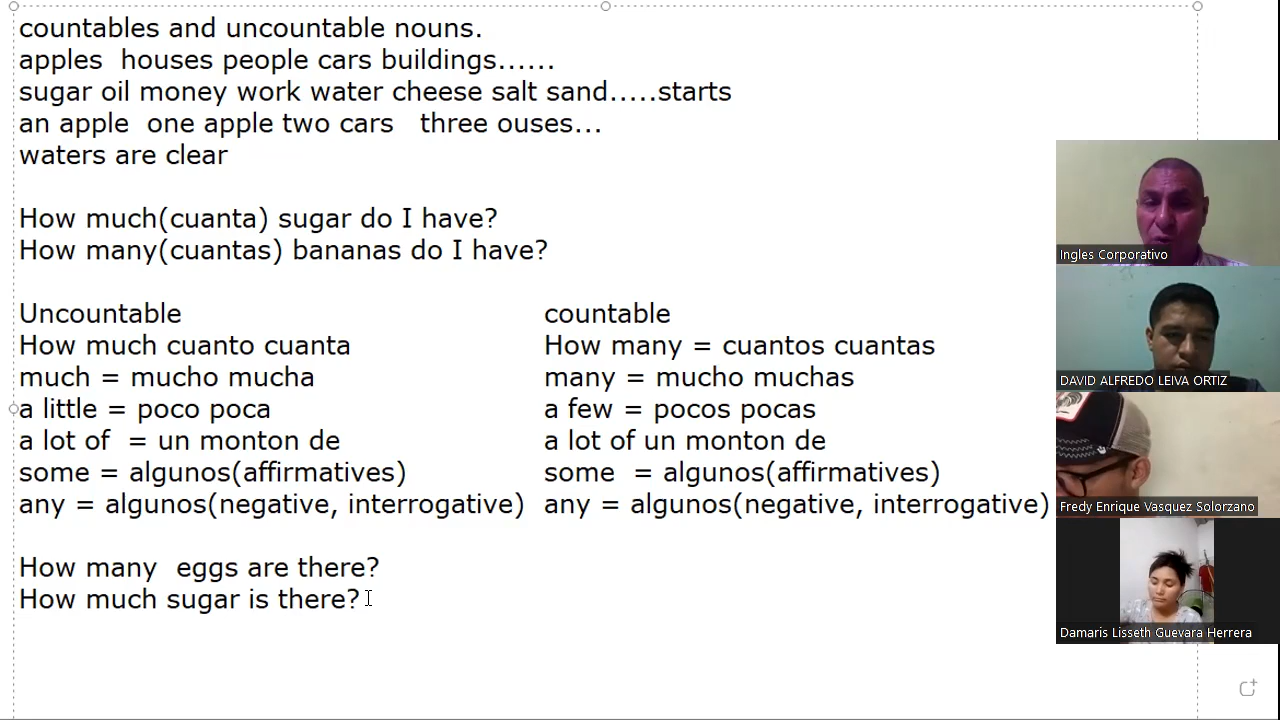 countables and uncountable nouns.
apples  houses people cars buildings……
sugar oil money work water cheese salt sand…..starts
an apple  one apple two cars   three ouses…
waters are clear
How much(cuanta) sugar do I have?
How many(cuantas) bananas do I have?
Uncountable
countable
How much cuanto cuanta
How many = cuantos cuantas
much = mucho mucha
many = mucho muchas
a little = poco poca
a few = pocos pocas
a lot of  = un monton de
a lot of un monton de
some = algunos(affirmatives)
some  = algunos(affirmatives)
any = algunos(negative, interrogative)
any = algunos(negative, interrogative)
How many  eggs are there?
How much sugar is there?
Ingles Corporativo
DAVID ALFREDO LEIVA ORTIZ
Fredy Enrique Vasquez Solorzano
Damaris Lisseth Guevara Herrera